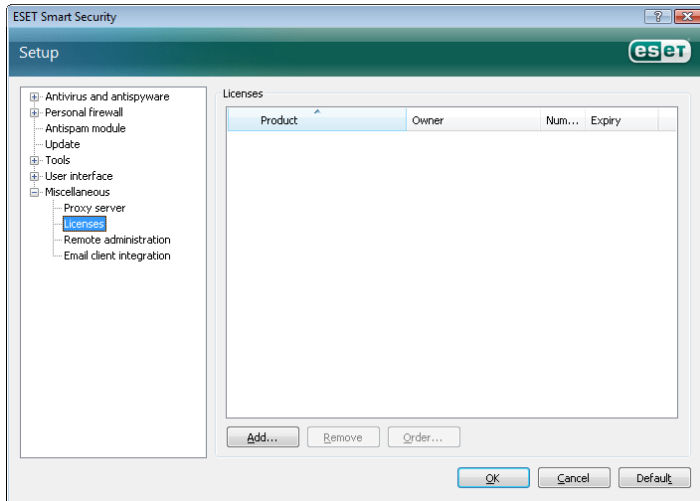 ESET Smart Security
Setup
eset
Antivirus and antispyware
Personal firewall
Antispam module
Update
Tools
User interface
Miscellaneous
Proxy server
Licenses
Remote administration
Email client integration
Licenses
Product Owner Num... Expiry
Add... Remove Order...
OK Cancel Default